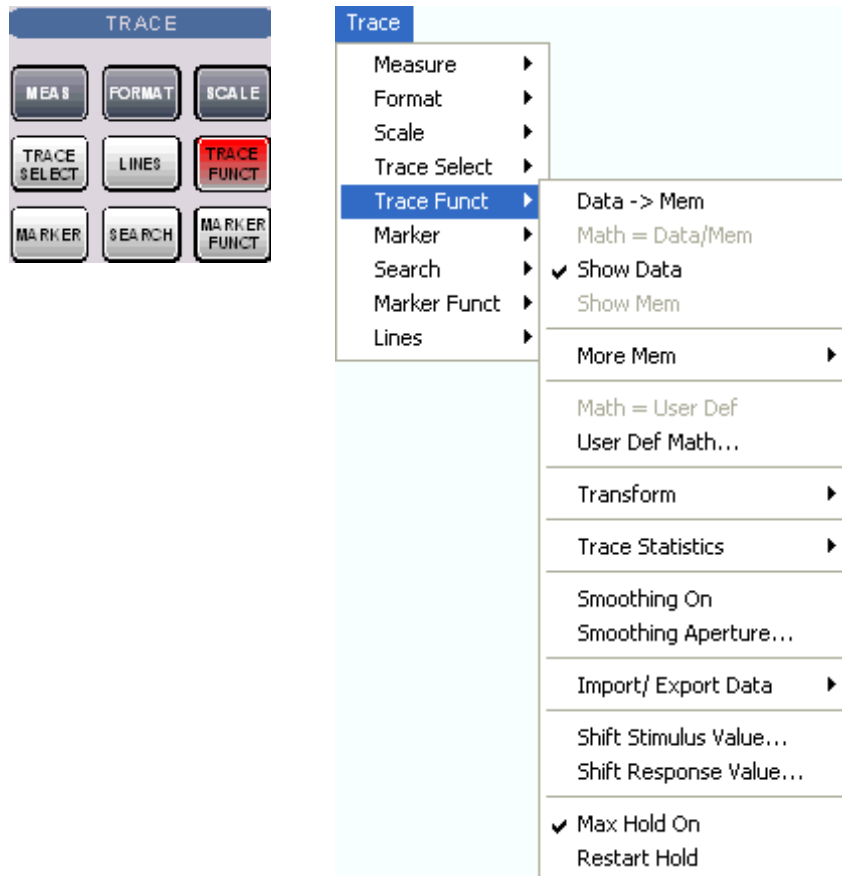 TRACE
MEAS
FORMAT
SCALE
TRACE
SELECT
LINES
TRACE
FUNCT
MARKER
SEARCH
MARKER
FUNCT
Trace
Measure
Format
Scale
Trace Select
Trace Funct
Marker
Search
Marker Funct
Lines
Data -> Mem
Math = Data/Mem
Show Data
Show Mem
More Mem
Math = User Def
User Def Math...
Transform
Trace Statistics
Smoothing On
Smoothing Aperture...
Import/ Export Data
Shift Stimulus Value...
Shift Response Value...
Max Hold On
Restart Hold